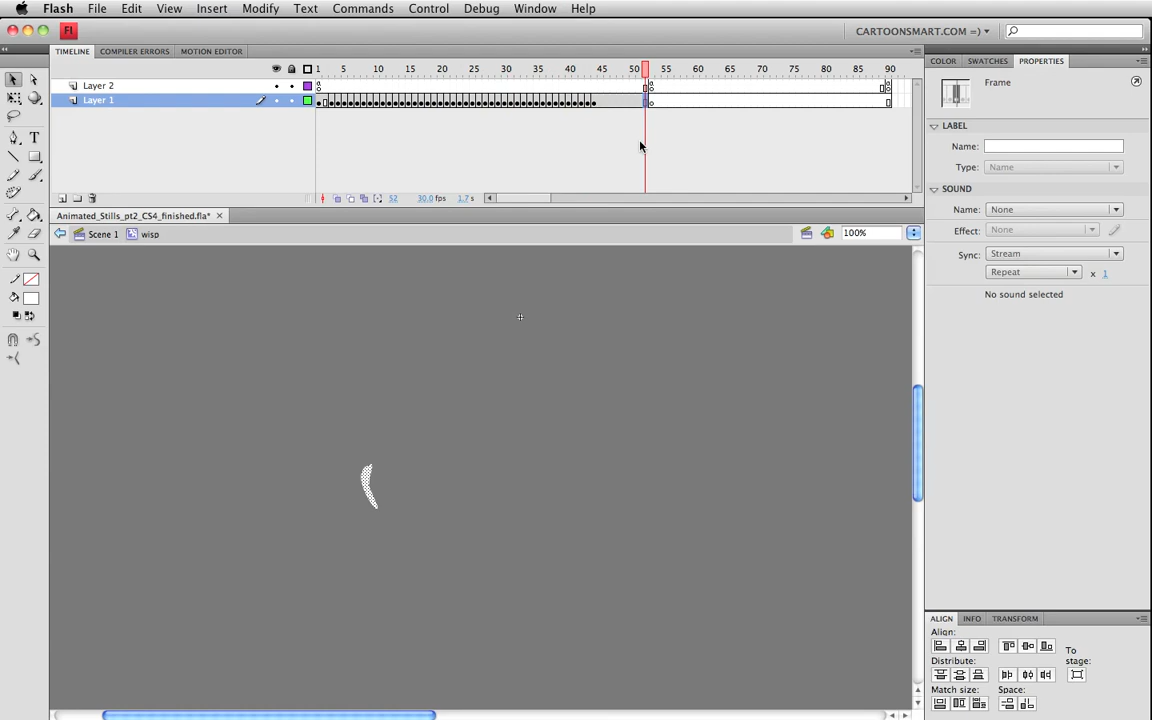 Flash File Edit View Insert Modify Text Commands Control Debug Window Help
Fl CARTOONSMART.COM =)
TIMELINE COMPILER ERRORS MOTION EDITOR
1 5 10 15 20 25 30 35 40 45 50 55 60 65 70 75 80 85 90
Layer 2
Layer 1
52 30.0 fps 1.7 s
Animated_Stills_pt2_CS4_finished.fla*
Scene 1 wisp 100%
T
COLOR SWATCHES PROPERTIES
Frame
LABEL
Name:
Type: Name
SOUND
Name: None
Effect: None
Sync: Stream
Repeat x 1
No sound selected
ALIGN INFO TRANSFORM
Align:
To
stage:
Distribute:
Match size: Space: